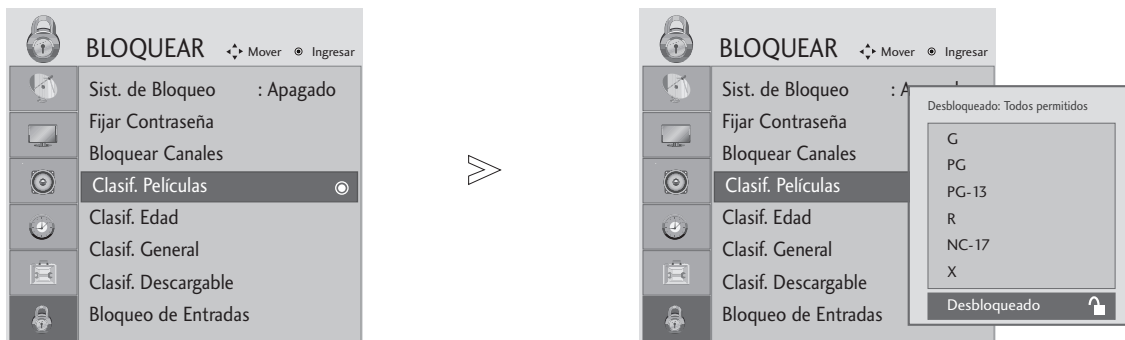 BLOQUEAR Mover Ingresar
Sist. de Bloqueo : Apagado
Fijar Contraseña
Bloquear Canales
Clasif. Películas
Clasif. Edad
Clasif. General
Clasif. Descargable
Bloqueo de Entradas
BLOQUEAR Mover Ingresar
Sist. de Bloqueo
Fijar Contraseña
Bloquear Canales
Clasif. Películas
Clasif. Edad
Clasif. General
Clasif. Descargable
Bloqueo de Entradas
Desbloqueado: Todos permitidos
G
PG
PG-13
R
NC-17
X
Desbloqueado